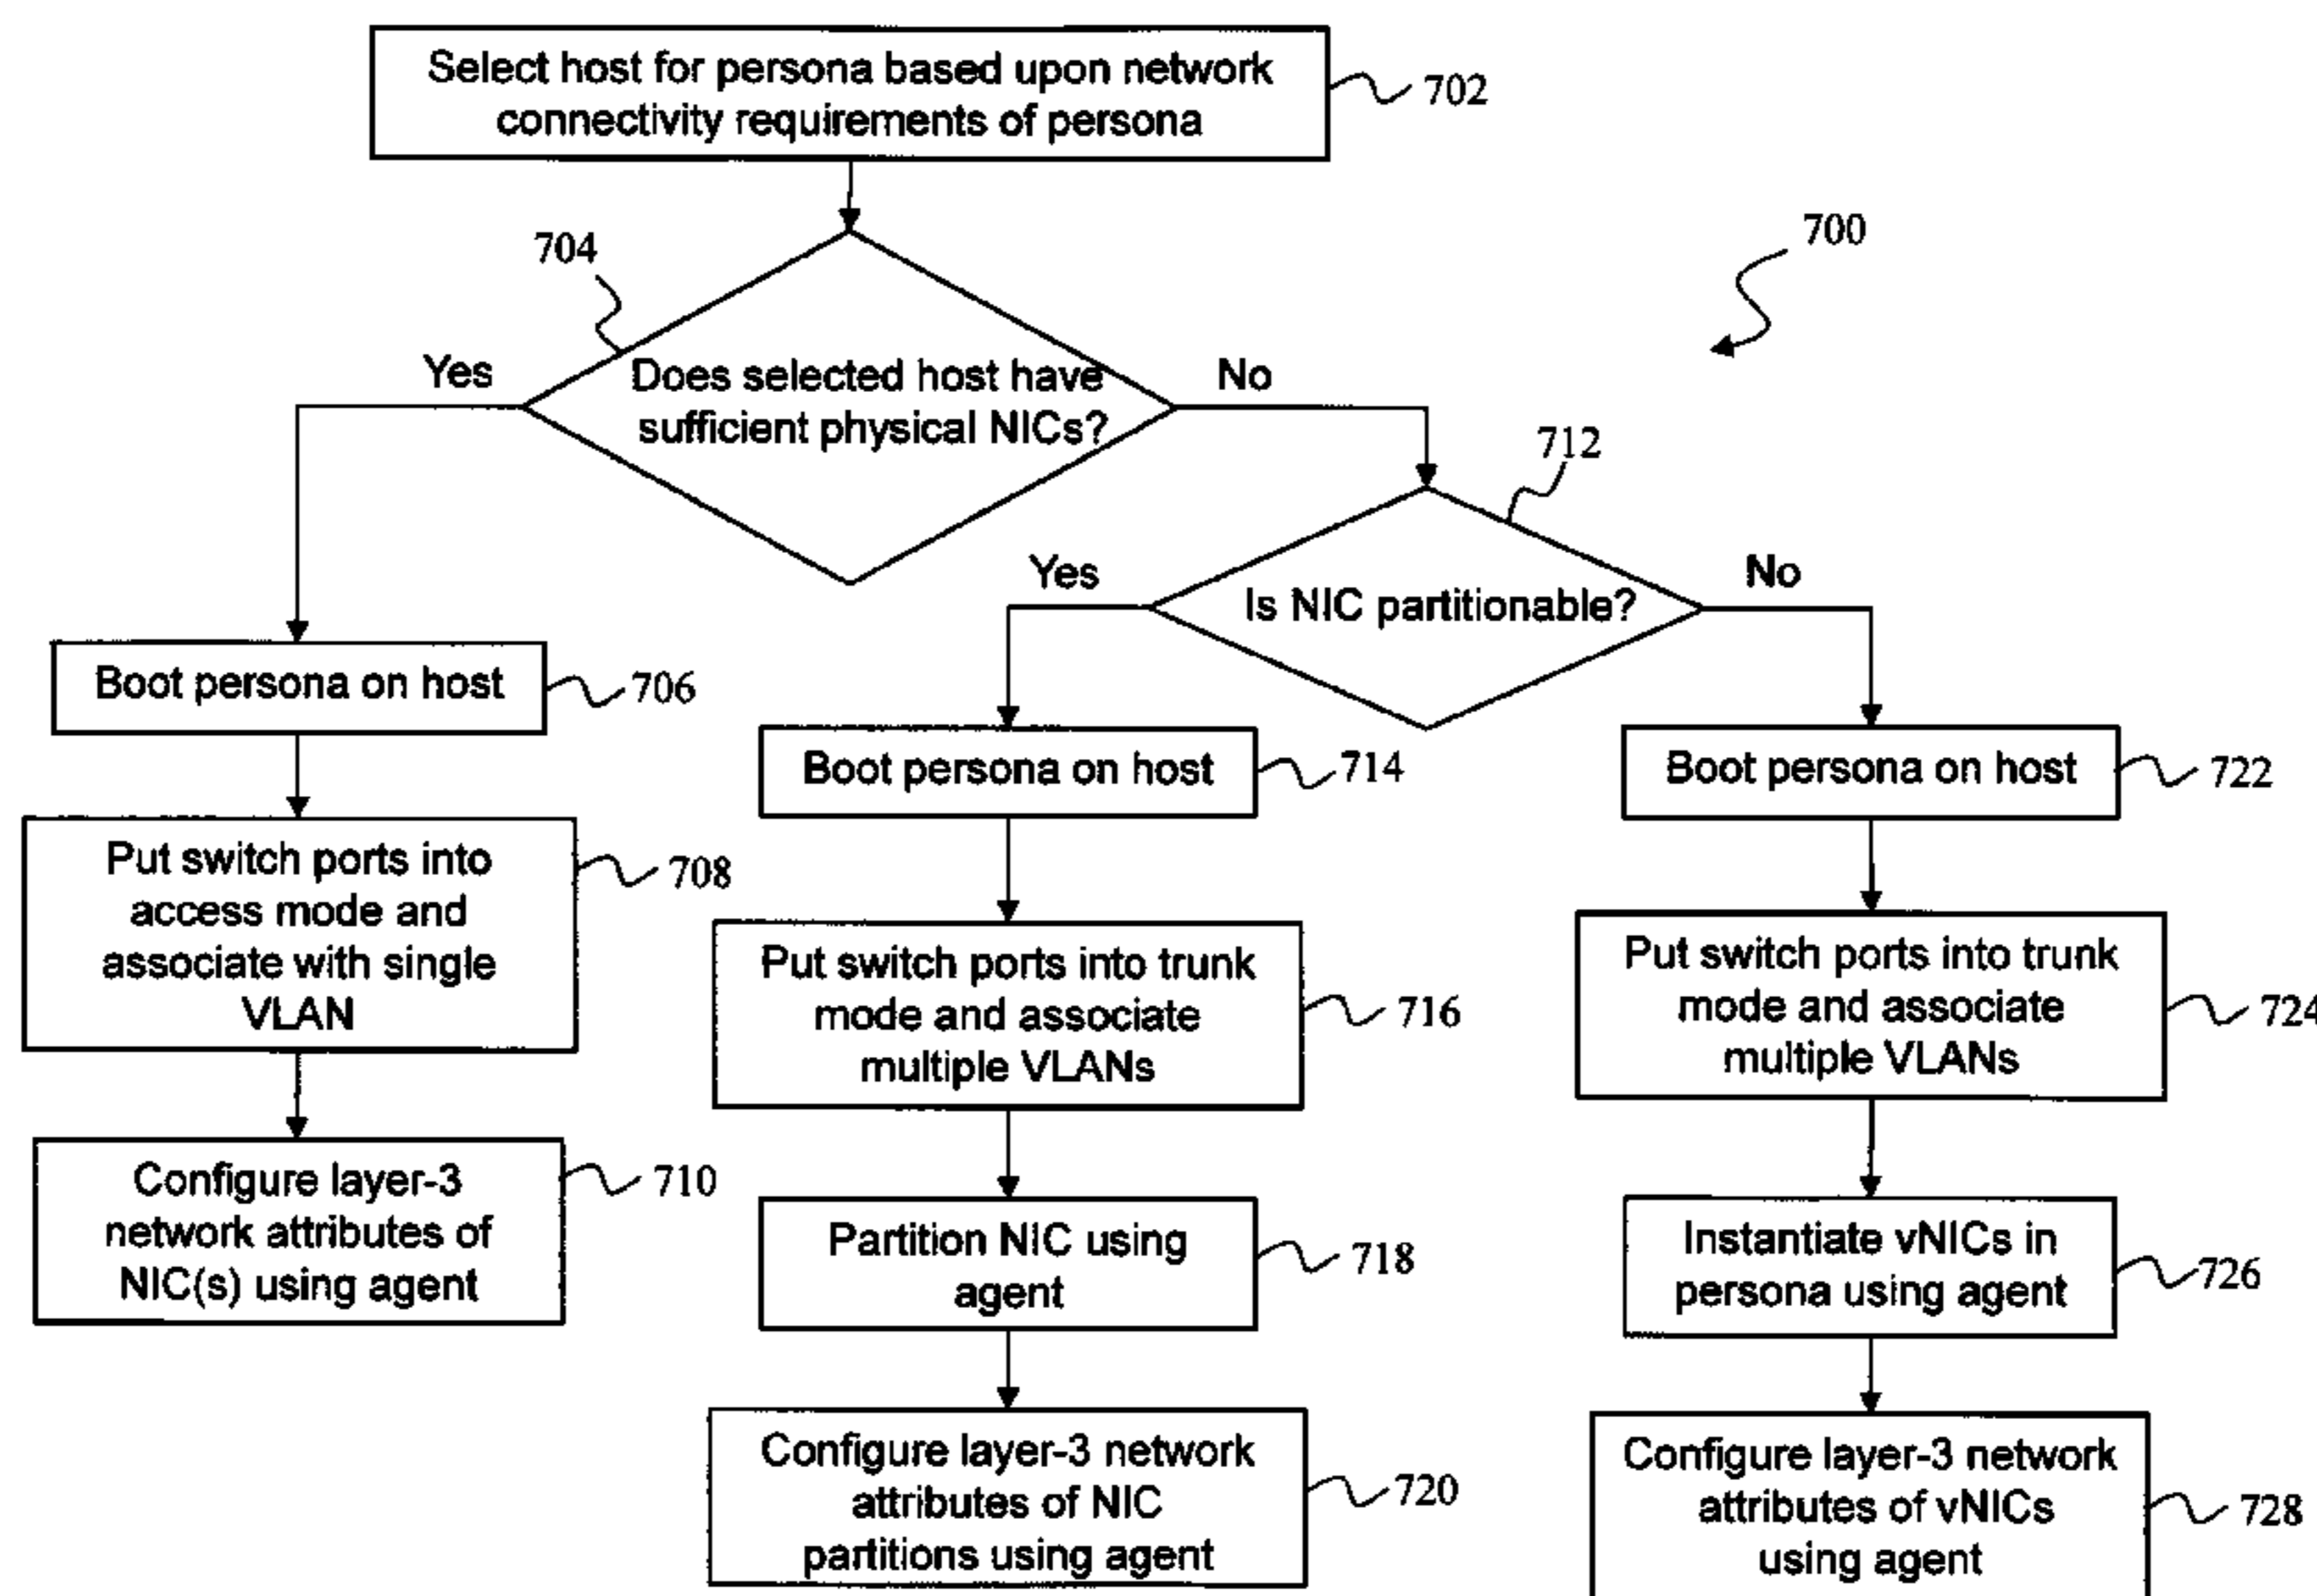 Select host for persona based upon network
connectivity requirements of persona
702
704
700
Yes
Does selected host have
sufficient physical NICs?
No
712
Yes
Is NIC partitionable?
No
Boot persona on host
706
Boot persona on host
714
Boot persona on host
722
Put switch ports into
access mode and
associate with single
VLAN
708
Put switch ports into trunk
mode and associate
multiple VLANs
716
Put switch ports into trunk
mode and associate
multiple VLANs
724
Configure layer-3
network attributes of
NIC(s) using agent
710
Partition NIC using
agent
718
Instantiate vNICs in
persona using agent
726
Configure layer-3 network
attributes of NIC
partitions using agent
720
Configure layer-3 network
attributes of vNICs
using agent
728